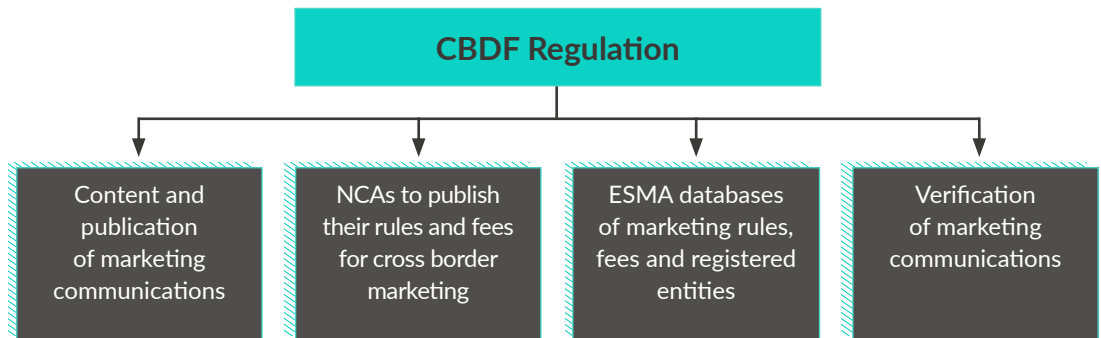 CBDF Regulation
Content and
publication
of marketing
communications
NCAs to publish
their rules and fees
for cross border
marketing
ESMA databases
of marketing rules,
fees and registered
entities
Verification
of marketing
communications